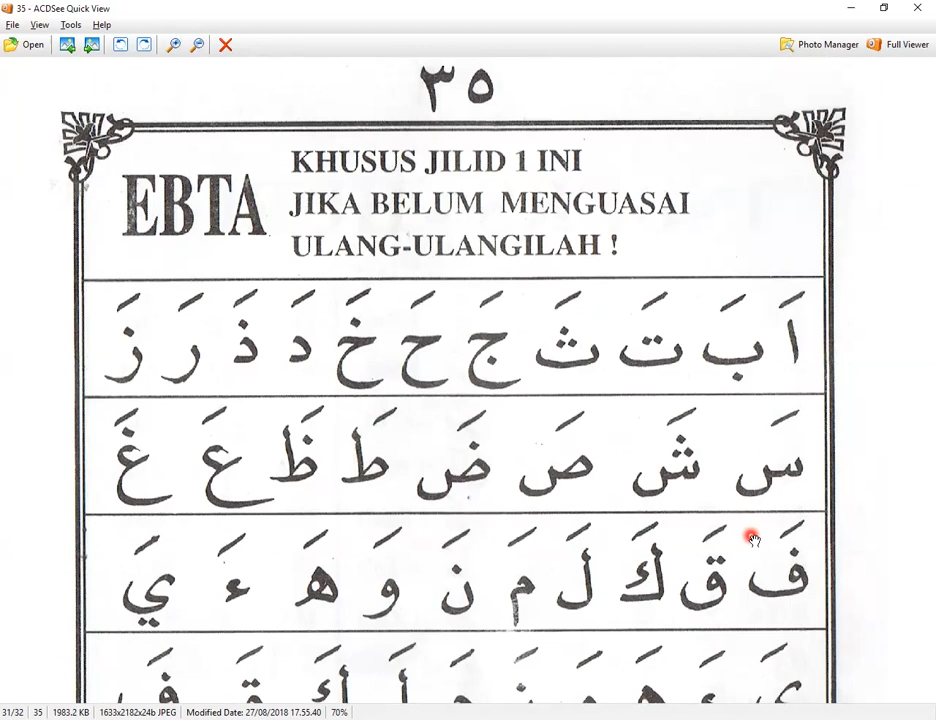 35 - ACDSee Quick View
File View Tools Help
Open Photo Manager Full Viewer
٣٥
EBTA
KHUSUS JILID 1 INI
JIKA BELUM MENGUASAI
ULANG-ULANGILAH !
اَ بَ تَ ثَ جَ حَ خَ دَ ذَ رَ زَ
سَ شَ صَ ضَ طَ ظَ عَ غَ
فَ قَ كَ لَ مَ نَ وَ هَ ءَ يَ
31/32 35 1983.2 KB 1633x2182x24b JPEG Modified Date: 27/08/2018 17.55.40 70%